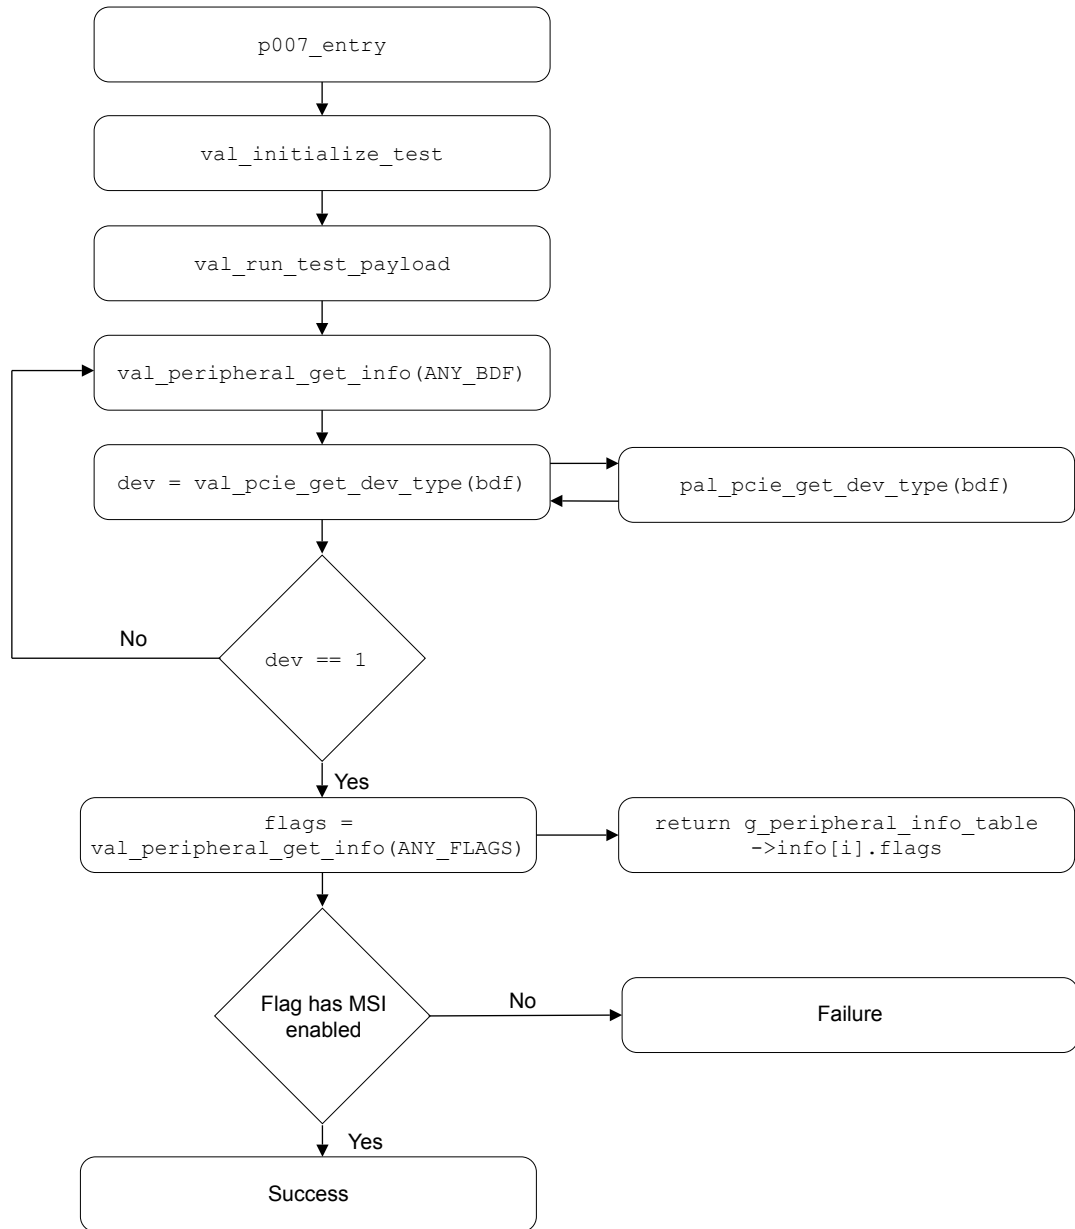 p007_entry
val_initialize_test
val_run_test_payload
val_peripheral_get_info(ANY_BDF)
dev = val_pcie_get_dev_type(bdf)
pal_pcie_get_dev_type(bdf)
No
dev == 1
Yes
flags =
val_peripheral_get_info(ANY_FLAGS)
return g_peripheral_info_table
->info[i].flags
Flag has MSI
enabled
No
Failure
Yes
Success